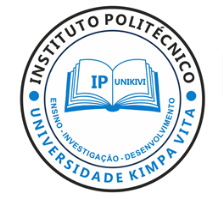 INSTITUTO POLITÉCNICO
IP UNIKIVI
ENSINO - INVESTIGAÇÃO - DESENVOLVIMENTO
UNIVERSIDADE KIMPA VITA